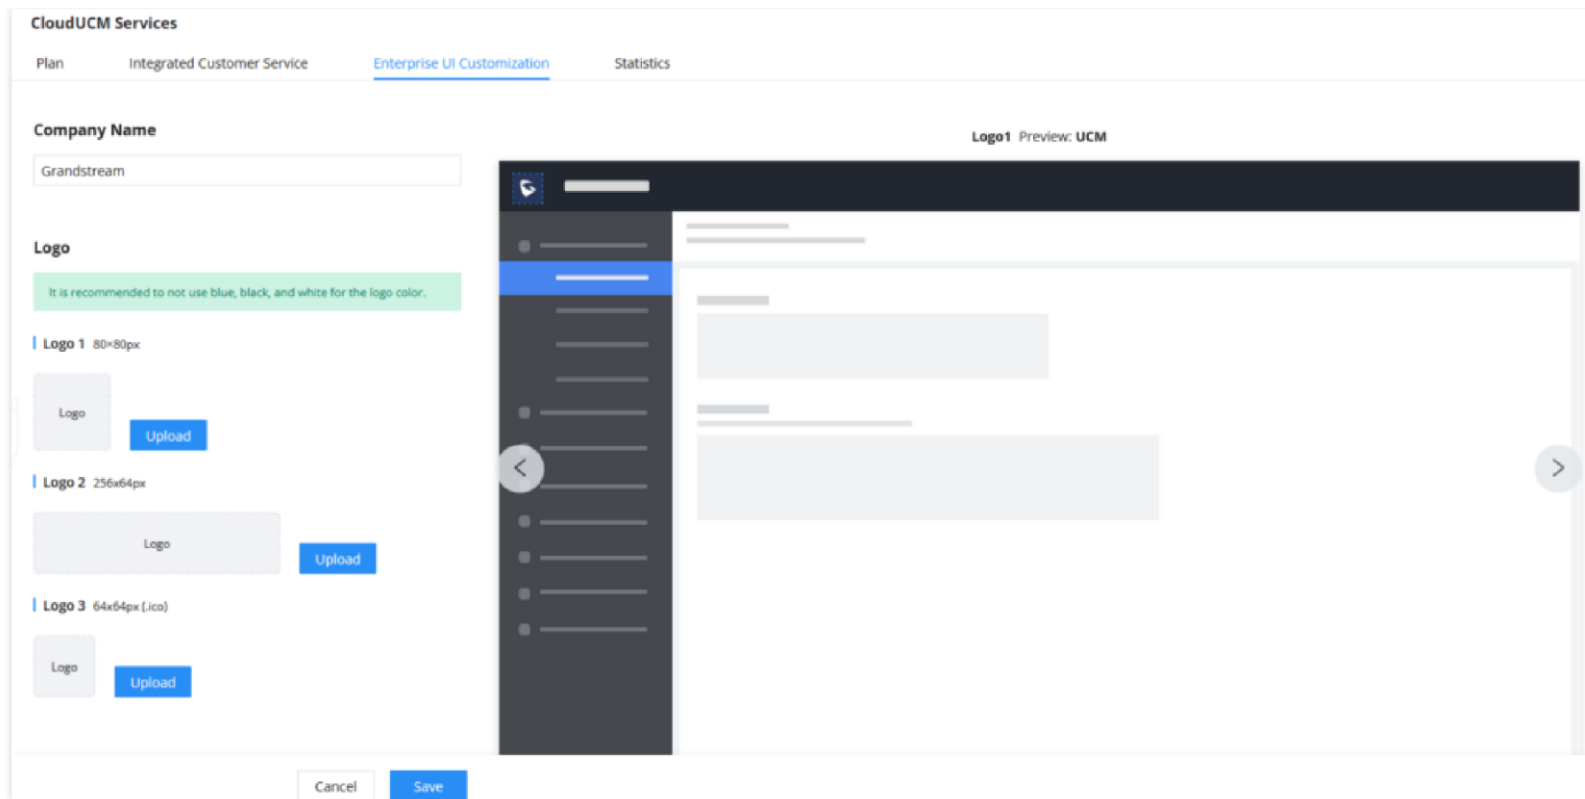 CloudUCM Services
Plan Integrated Customer Service Enterprise UI Customization Statistics
Company Name
Grandstream
Logo
It is recommended to not use blue, black, and white for the logo color.
Logo 1 80×80px
Logo
Upload
Logo 2 256x64px
Logo
Upload
Logo 3 64x64px (.ico)
Logo
Upload
Cancel Save
Logo1 Preview: UCM